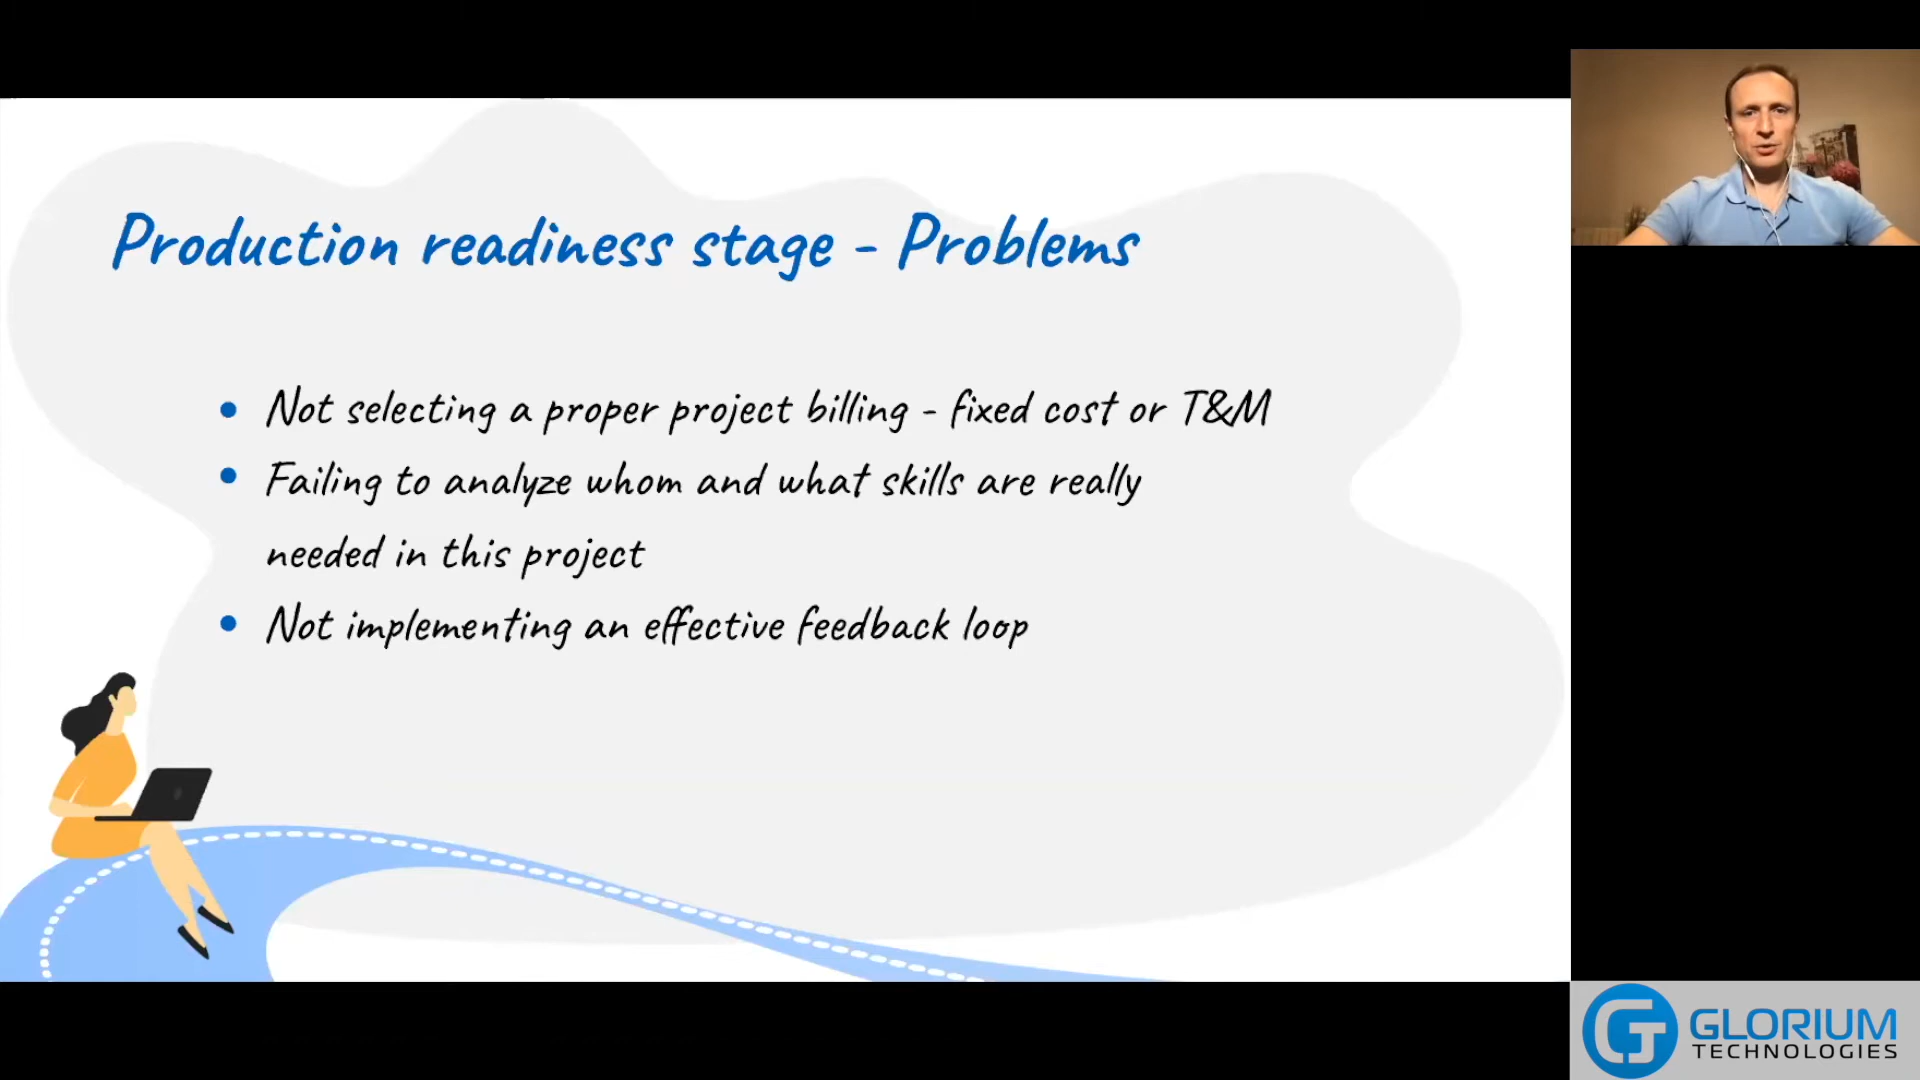 Production readiness stage - Problems
Not selecting a proper project billing - fixed cost or T&M
Failing to analyze whom and what skills are really
needed in this project
Not implementing an effective feedback loop
GLORIUM
TECHNOLOGIES